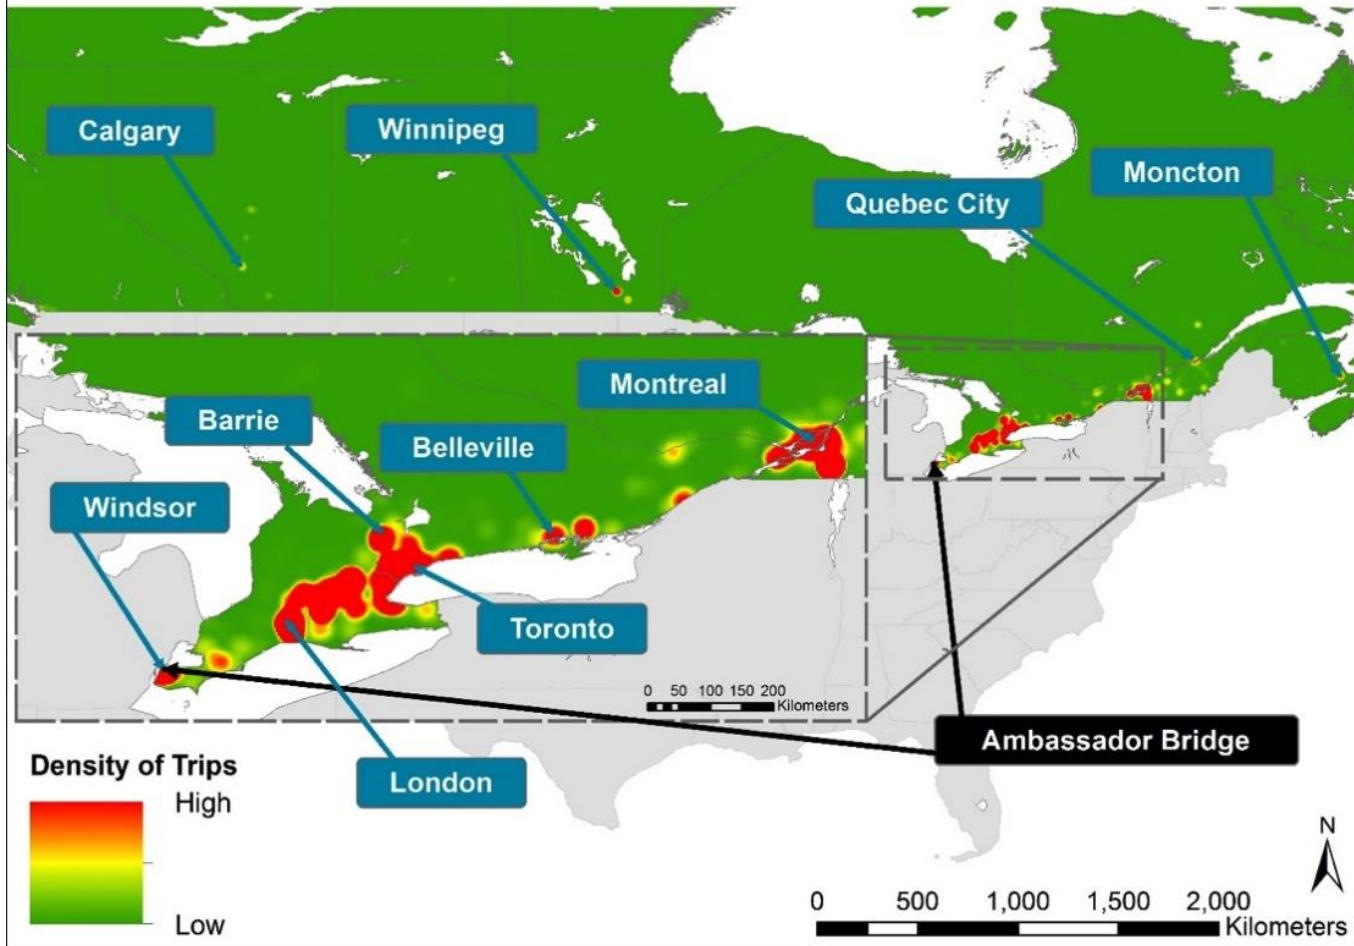 Calgary
Winnipeg
Moncton
Quebec City
Montreal
Barrie
Belleville
Windsor
Toronto
0 50 100 150 200
Kilometers
Ambassador Bridge
London
Density of Trips
High
Low
N
0 500 1,000 1,500 2,000
Kilometers